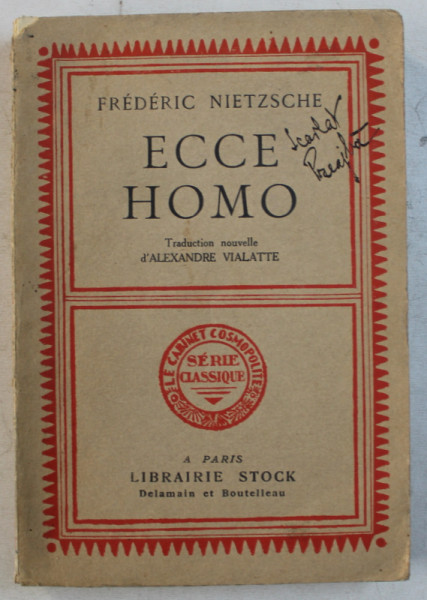 FRÉDÉRIC NIETZSCHE
ECCE
HOMO
Traduction nouvelle
d'ALEXANDRE VIALATTE
LE CABINET COSMOPOLITE
SÉRIE
CLASSIQUE
A PARIS
LIBRAIRIE STOCK
Delamain et Boutelleau